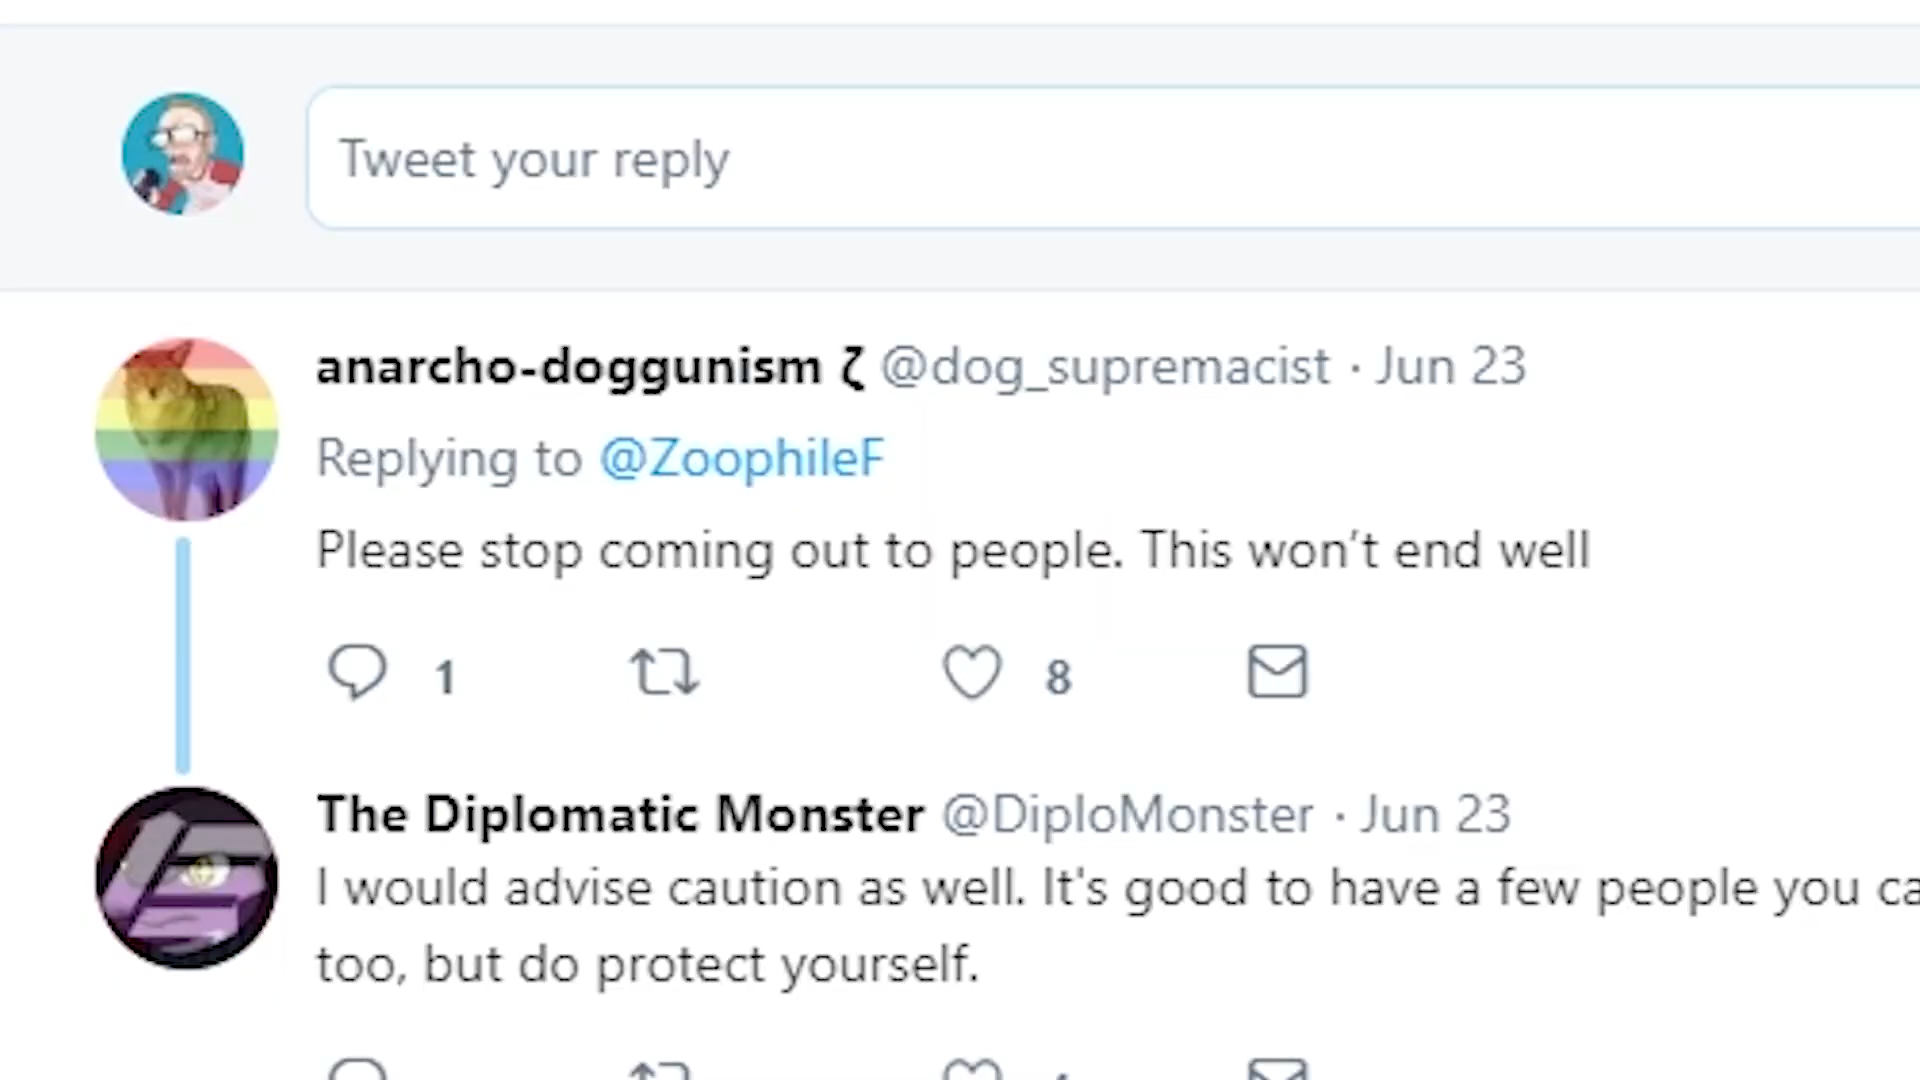 Tweet your reply
anarcho-doggunism ζ @dog_supremacist · Jun 23
Replying to @ZoophileF
Please stop coming out to people. This won’t end well
1 8
The Diplomatic Monster @DiploMonster · Jun 23
I would advise caution as well. It's good to have a few people you ca
too, but do protect yourself.